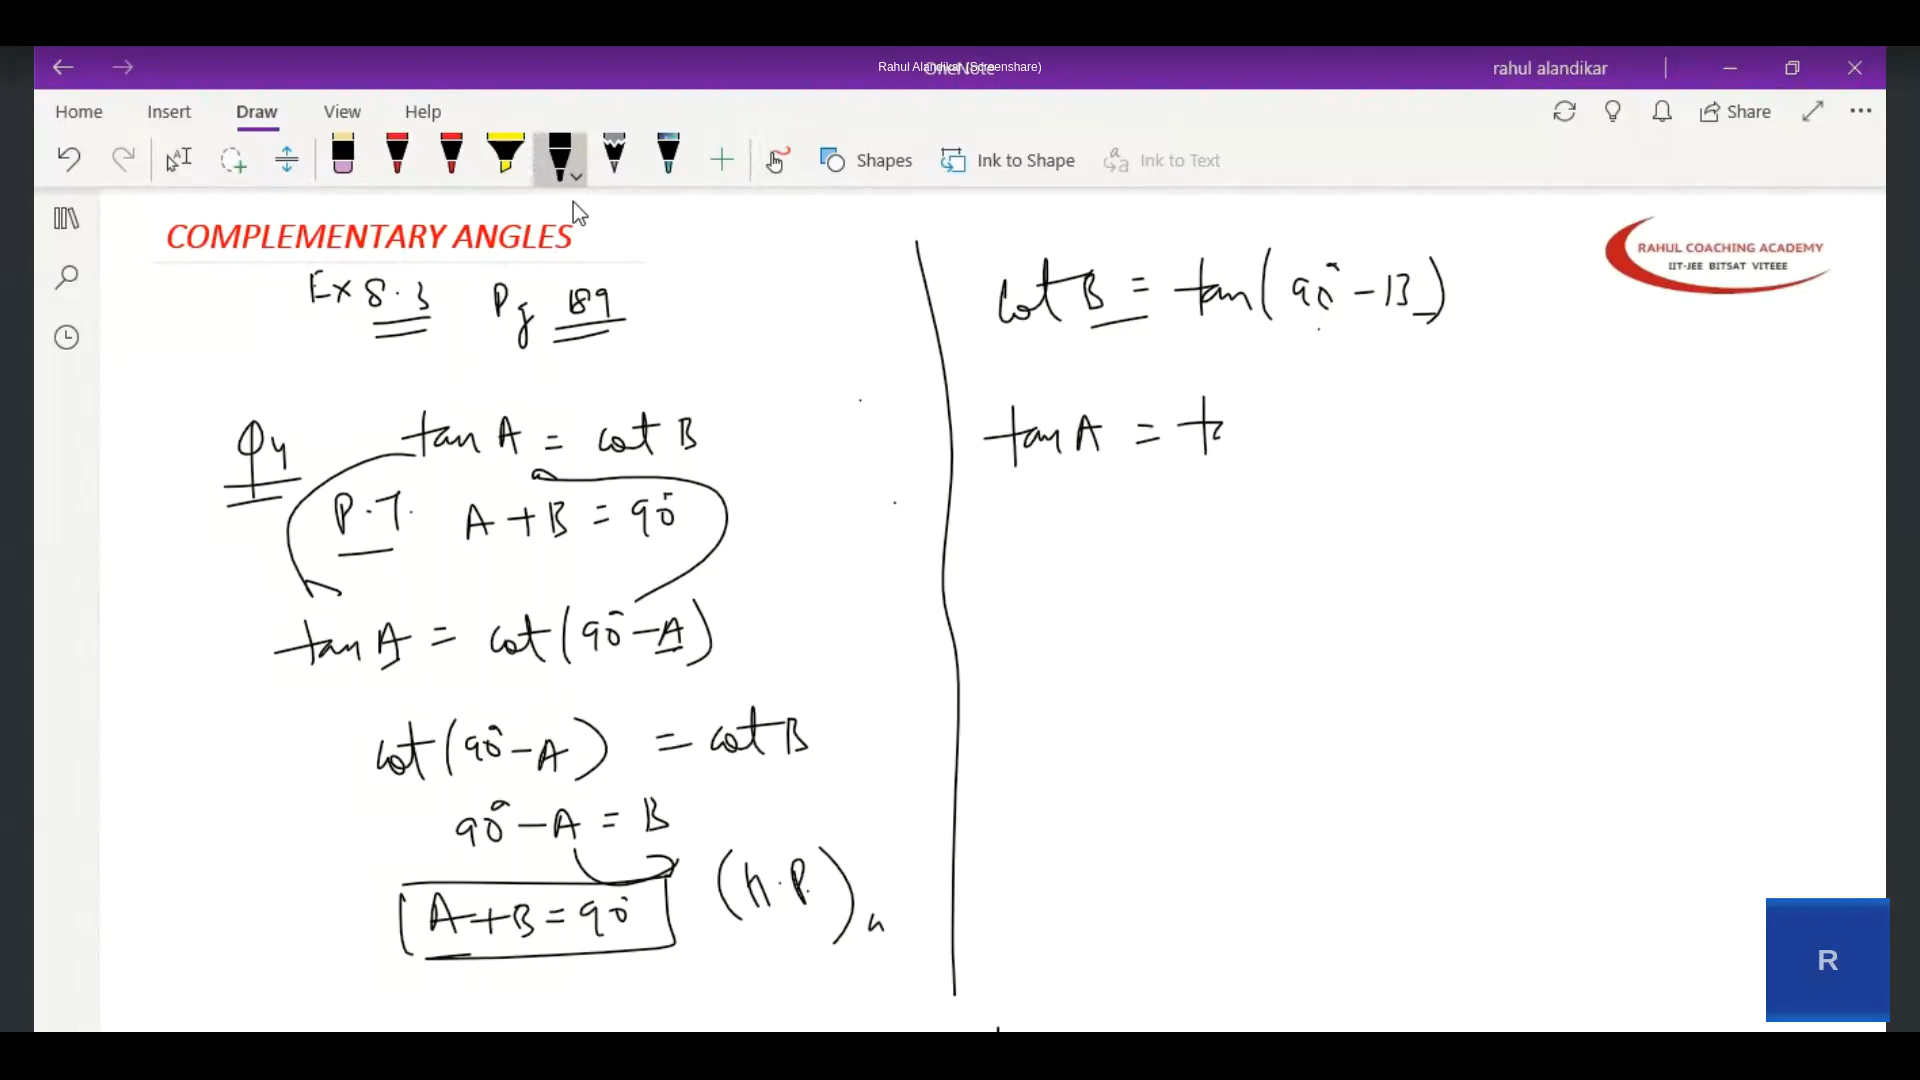 Rahul Alandikar (Screenshare)
OneNote
rahul alandikar
Home Insert Draw View Help
Share
Shapes Ink to Shape Ink to Text
COMPLEMENTARY ANGLES
RAHUL COACHING ACADEMY
IIT-JEE BITSAT VITEEE
Ex 8.3 Pg 189
Q4 tan A = cot B
P.T. A + B = 90°
tan A = cot (90° - A)
cot (90° - A) = cot B
90° - A = B
A + B = 90° (h.P.)
cot B = tan (90° - B)
tan A =
R